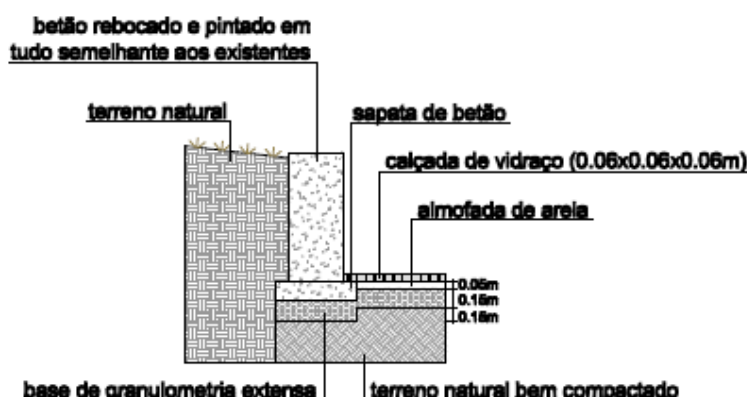 betão rebocado e pintado em
tudo semelhante aos existentes
terreno natural
sapata de betão
calçada de vidraço (0.06x0.06x0.06m)
almofada de areia
0.05m
0.15m
0.15m
base de granulometria extensa
terreno natural bem compactado